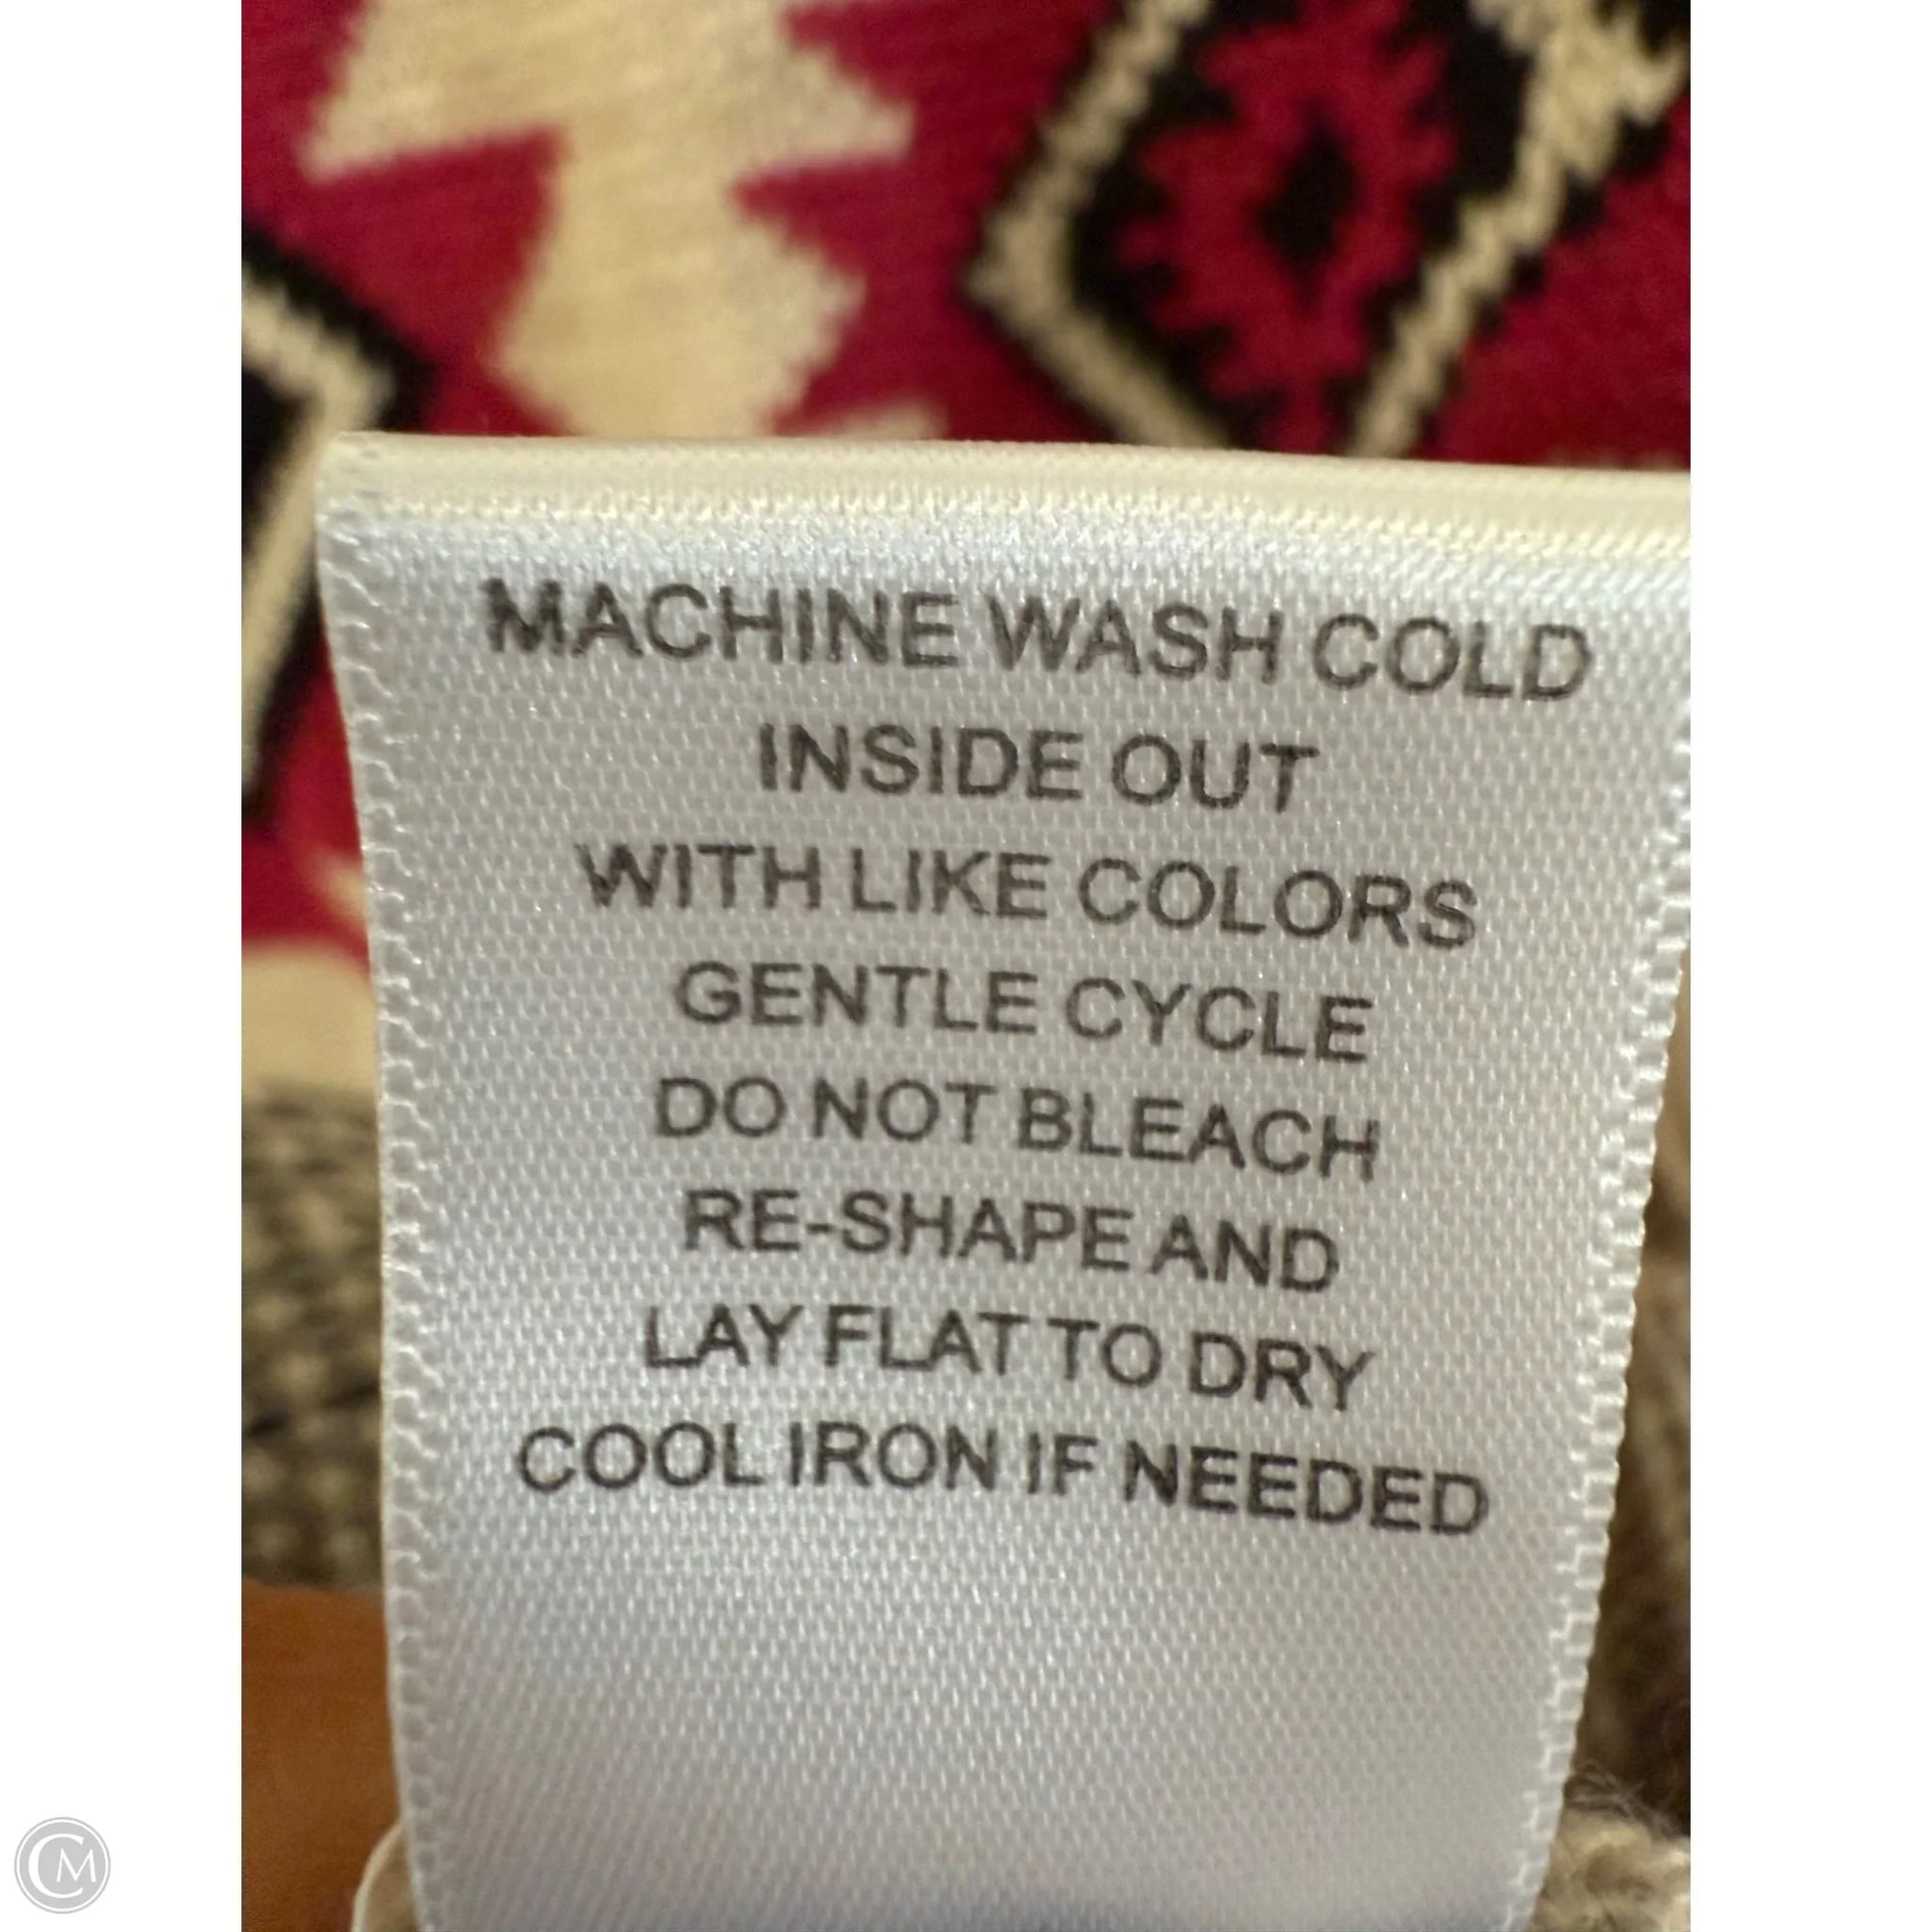 MACHINE WASH COLD
INSIDE OUT
WITH LIKE COLORS
GENTLE CYCLE
DO NOT BLEACH
RE-SHAPE AND
LAY FLAT TO DRY
COOL IRON IF NEEDED
CM